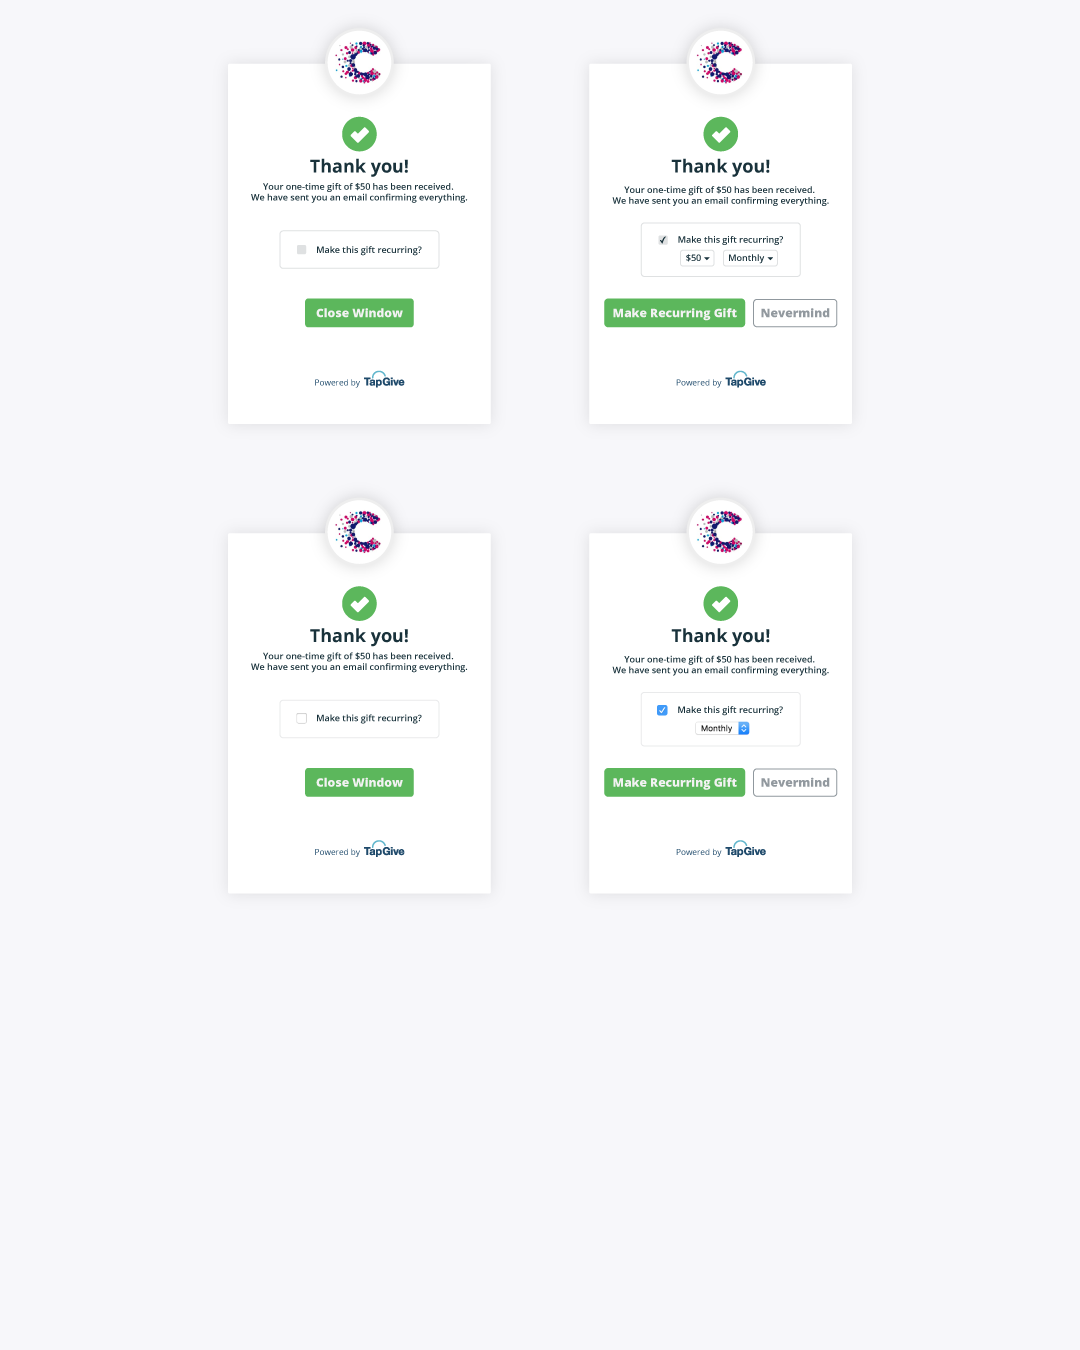 Thank you!
Your one-time gift of $50 has been received.
We have sent you an email confirming everything.
Make this gift recurring?
Close Window
Powered by TapGive
Thank you!
Your one-time gift of $50 has been received.
We have sent you an email confirming everything.
Make this gift recurring?
$50 Monthly
Make Recurring Gift Nevermind
Powered by TapGive
Thank you!
Your one-time gift of $50 has been received.
We have sent you an email confirming everything.
Make this gift recurring?
Close Window
Powered by TapGive
Thank you!
Your one-time gift of $50 has been received.
We have sent you an email confirming everything.
Make this gift recurring?
Monthly
Make Recurring Gift Nevermind
Powered by TapGive